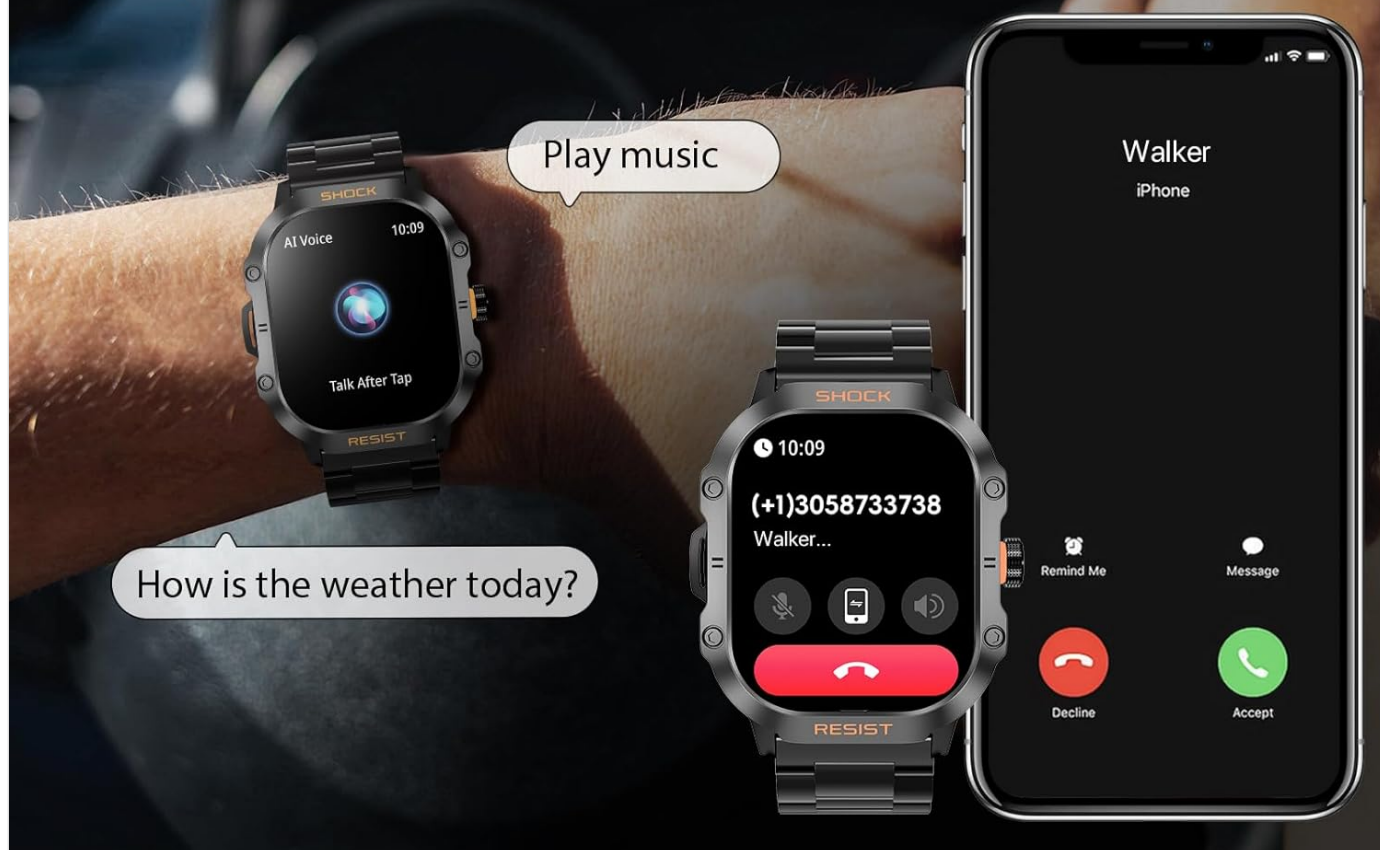 Play music
SHOCK
AI Voice
10:09
Talk After Tap
RESIST
How is the weather today?
SHOCK
10:09
(+1)3058733738
Walker...
RESIST
Walker
iPhone
Remind Me
Message
Decline
Accept